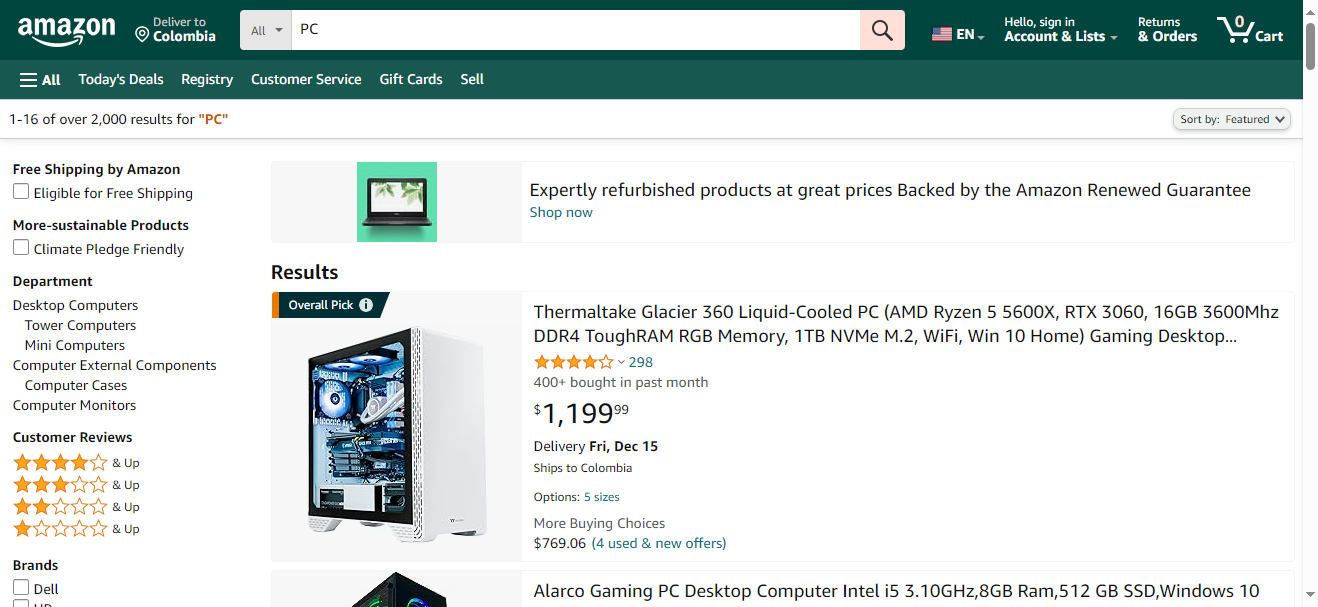 amazon
Deliver to
Colombia
All
PC
EN
Hello, sign in
Account & Lists
Returns
& Orders
0
Cart
All
Today's Deals
Registry
Customer Service
Gift Cards
Sell
1-16 of over 2,000 results for "PC"
Sort by: Featured
Free Shipping by Amazon
Eligible for Free Shipping
More-sustainable Products
Climate Pledge Friendly
Department
Desktop Computers
Tower Computers
Mini Computers
Computer External Components
Computer Cases
Computer Monitors
Customer Reviews
& Up
& Up
& Up
& Up
Brands
Dell
HP
Expertly refurbished products at great prices Backed by the Amazon Renewed Guarantee
Shop now
Results
Overall Pick
Thermaltake Glacier 360 Liquid-Cooled PC (AMD Ryzen 5 5600X, RTX 3060, 16GB 3600Mhz
DDR4 ToughRAM RGB Memory, 1TB NVMe M.2, WiFi, Win 10 Home) Gaming Desktop...
298
400+ bought in past month
$1,199.99
Delivery Fri, Dec 15
Ships to Colombia
Options: 5 sizes
More Buying Choices
$769.06 (4 used & new offers)
Alarco Gaming PC Desktop Computer Intel i5 3.10GHz,8GB Ram,512 GB SSD,Windows 10